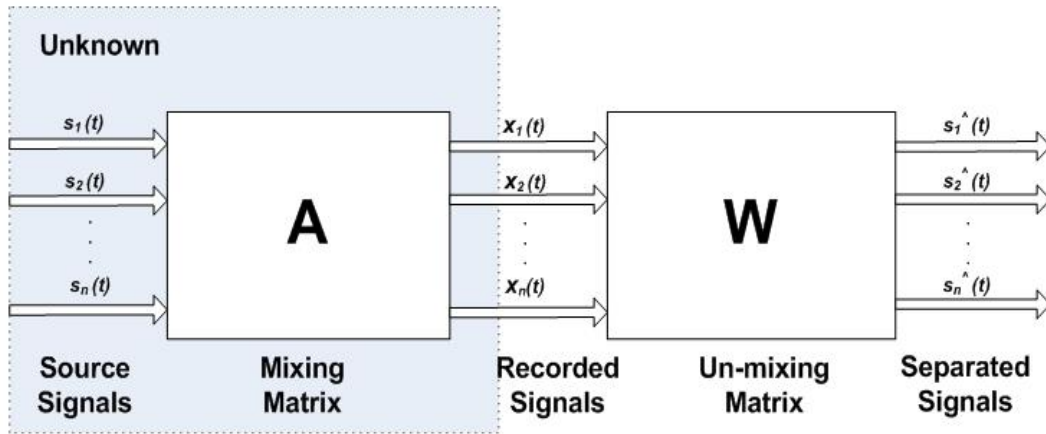 Unknown
s1(t) x1(t) s1^(t)
s2(t) x2(t) s2^(t)
A W
sn(t) xn(t) sn^(t)
Source Mixing Recorded Un-mixing Separated
Signals Matrix Signals Matrix Signals